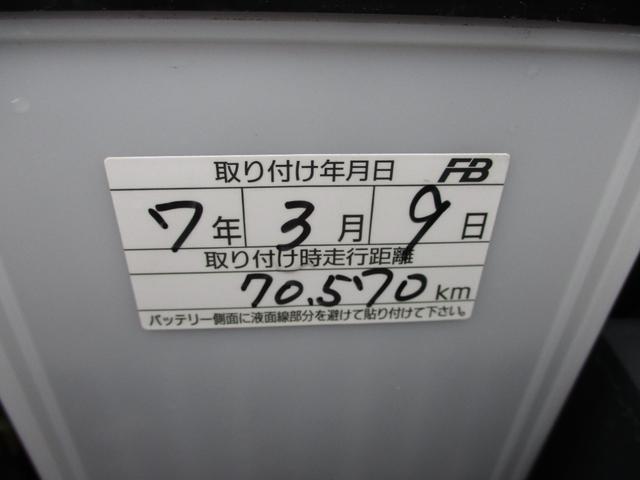 取り付け年月日 FB
7年 3月 9日
取り付け時走行距離
70.570 km
バッテリー側面に液面線部分を避けて貼り付けて下さい。